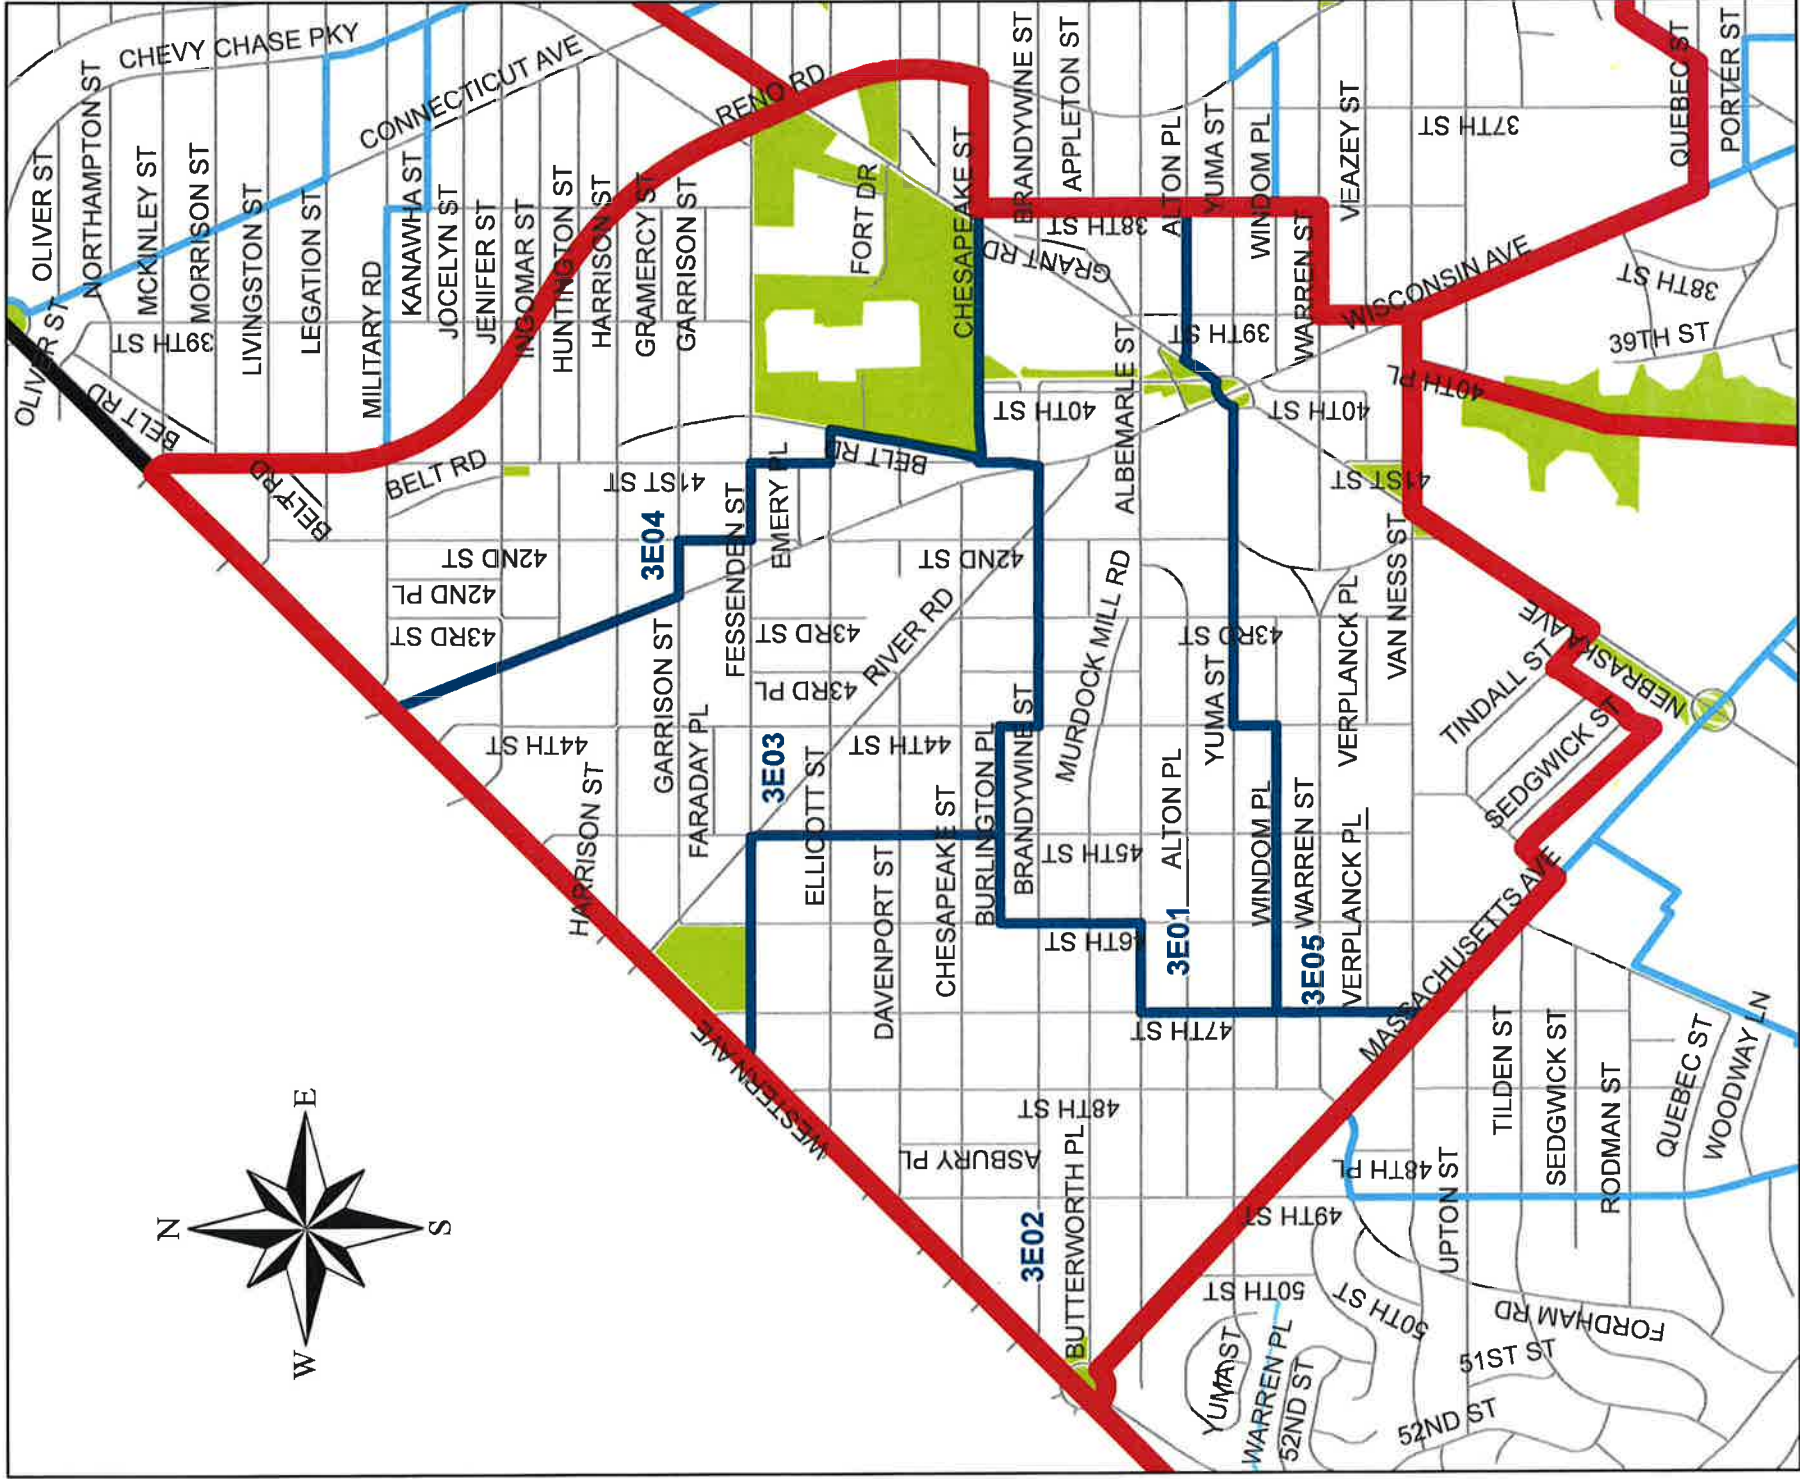 CHEVY CHASE PKY
CONNECTICUT AVE
RENO RD
OLIVER ST
NORTHAMPTON ST
MCKINLEY ST
MORRISON ST
LIVINGSTON ST
LEGATION ST
MILITARY RD
KANAWHA ST
JOCELYN ST
JENIFER ST
INGOMAR ST
HUNTINGTON ST
HARRISON ST
GRAMERCY ST
GARRISON ST
FORT DR
CHESAPEAKE ST
BRANDYWINE ST
APPLETON ST
ALTON PL
YUMA ST
WINDOM PL
VEAZEY ST
37TH ST
QUEBEC ST
PORTER ST
OLIVER ST
39TH ST
BELT RD
38TH ST
GRANT RD
39TH ST
WARREN ST
WISCONSIN AVE
38TH ST
39TH ST
40TH PL
40TH ST
ALBEMARLE ST
40TH ST
BELT RD
BELT RD
41ST ST
3E04
FESSENDEN ST
EMERY PL
BELT RD
41ST ST
42ND ST
42ND PL
43RD ST
42ND ST
43RD ST
43RD PL
RIVER RD
MURDOCK MILL RD
43RD ST
YUMA ST
VERPLANCK PL
VAN NESS ST
NEBRASKA AVE
TINDALL ST
SEDGWICK ST
44TH ST
GARRISON ST
FARADAY PL
3E03
44TH ST
HARRISON ST
ELLICOTT ST
DAVENPORT ST
CHESAPEAKE ST
BURLINGTON PL
BRANDYWINE ST
45TH ST
ALTON PL
WINDOM PL
WARREN ST
VERPLANCK PL
46TH ST
3E01
3E05
MASSACHUSETTS AVE
47TH ST
WESTERN AVE
48TH ST
ASBURY PL
BUTTERWORTH PL
3E02
48TH PL
49TH ST
UPTON ST
TILDEN ST
SEDGWICK ST
RODMAN ST
QUEBEC ST
WOODWAY LN
50TH ST
50TH ST
FORDHAM RD
51ST ST
52ND ST
YUMA ST
WARREN PL
52ND ST
N
E
S
W